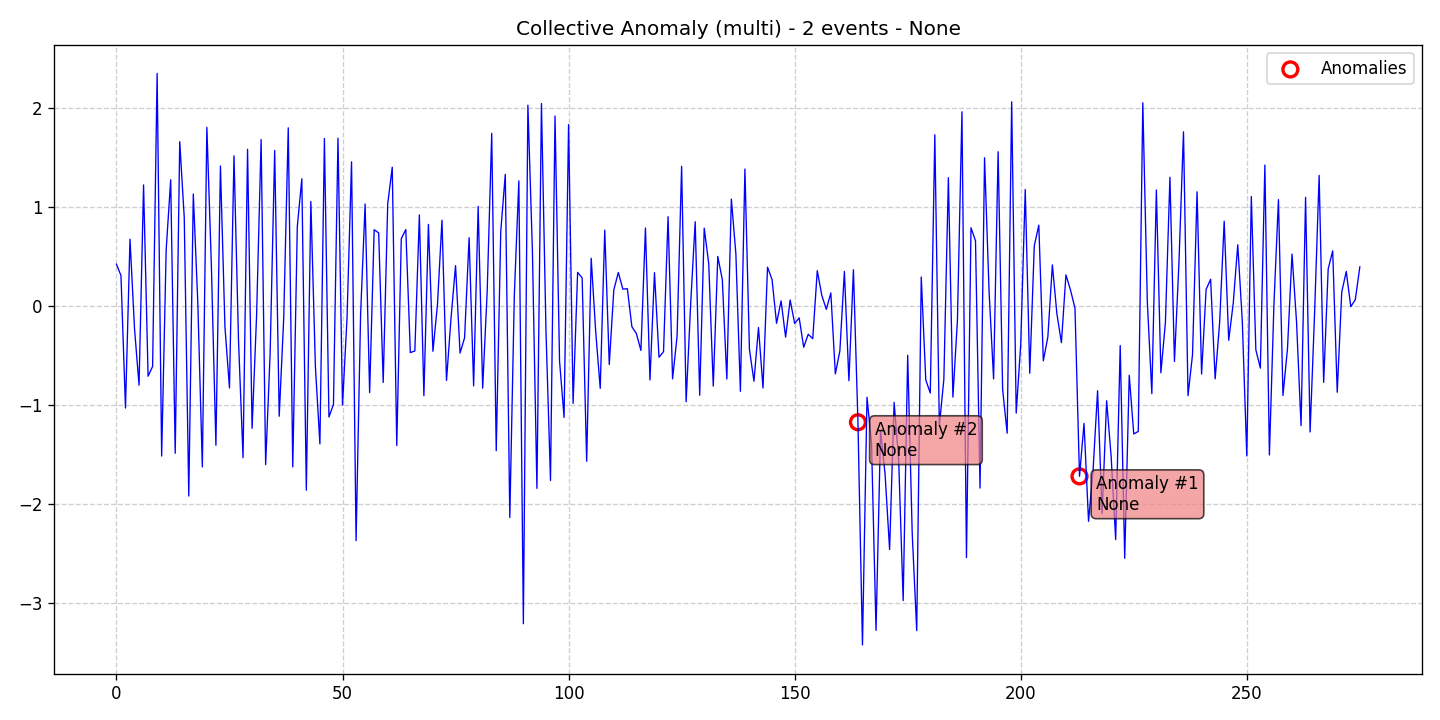 Collective Anomaly (multi) - 2 events - None
Anomalies
2
1
0
−1
−2
−3
Anomaly #2
None
Anomaly #1
None
0
50
100
150
200
250